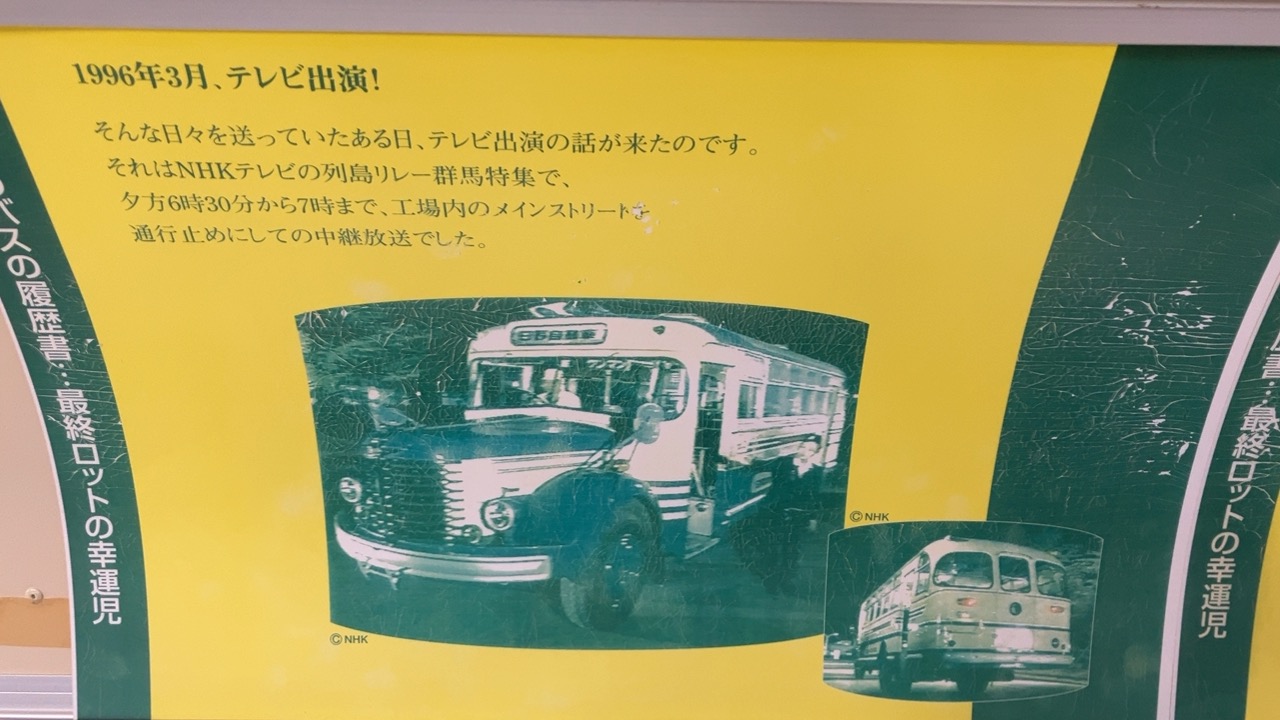 1996年3月、テレビ出演!
そんな日々を送っていたある日、テレビ出演の話が来たのです。
それはNHKテレビの列島リレー群馬特集で、
夕方6時30分から7時まで、工場内のメインストリートを
通行止めにしての中継放送でした。
バスの履歴書…最終ロットの幸運児
日野自動車
ワンマン
©NHK
©NHK
書…最終ロットの幸運児